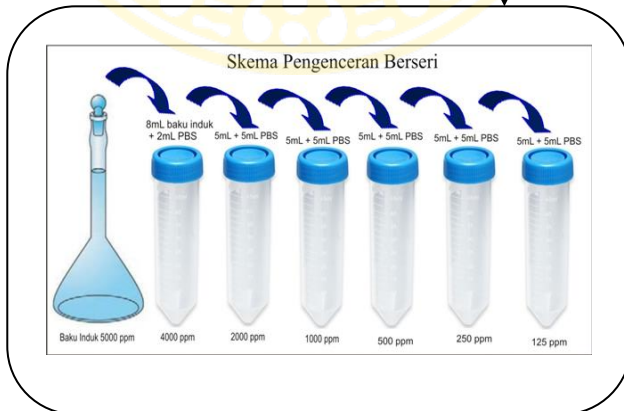 Skema Pengenceran Berseri
8mL baku induk
+ 2mL PBS
5mL + 5mL PBS
5mL + 5mL PBS
5mL + 5mL PBS
5mL + 5mL PBS
5mL + 5mL PBS
Baku Induk 5000 ppm
4000 ppm
2000 ppm
1000 ppm
500 ppm
250 ppm
125 ppm